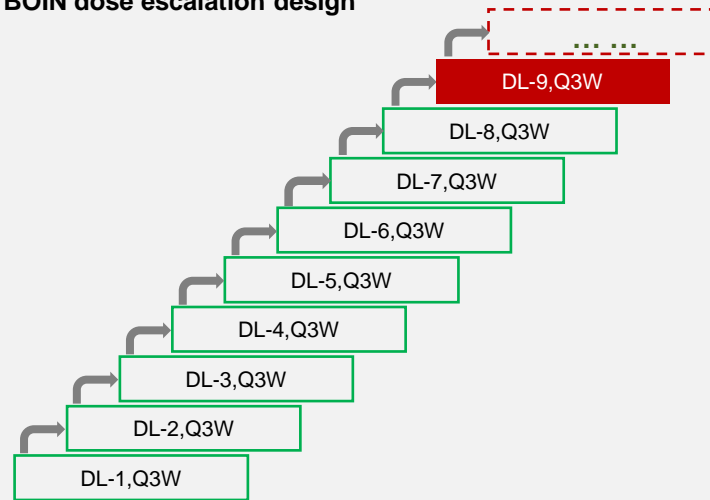 BOIN dose escalation design
... ...
DL-9,Q3W
DL-8,Q3W
DL-7,Q3W
DL-6,Q3W
DL-5,Q3W
DL-4,Q3W
DL-3,Q3W
DL-2,Q3W
DL-1,Q3W